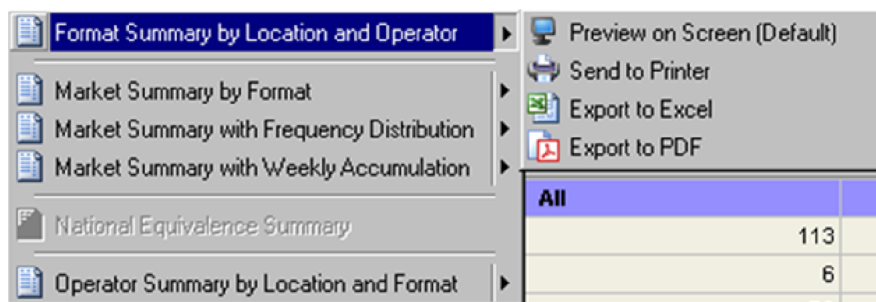 Format Summary by Location and Operator
Market Summary by Format
Market Summary with Frequency Distribution
Market Summary with Weekly Accumulation
National Equivalence Summary
Operator Summary by Location and Format
Preview on Screen (Default)
Send to Printer
Export to Excel
Export to PDF
All
113
6